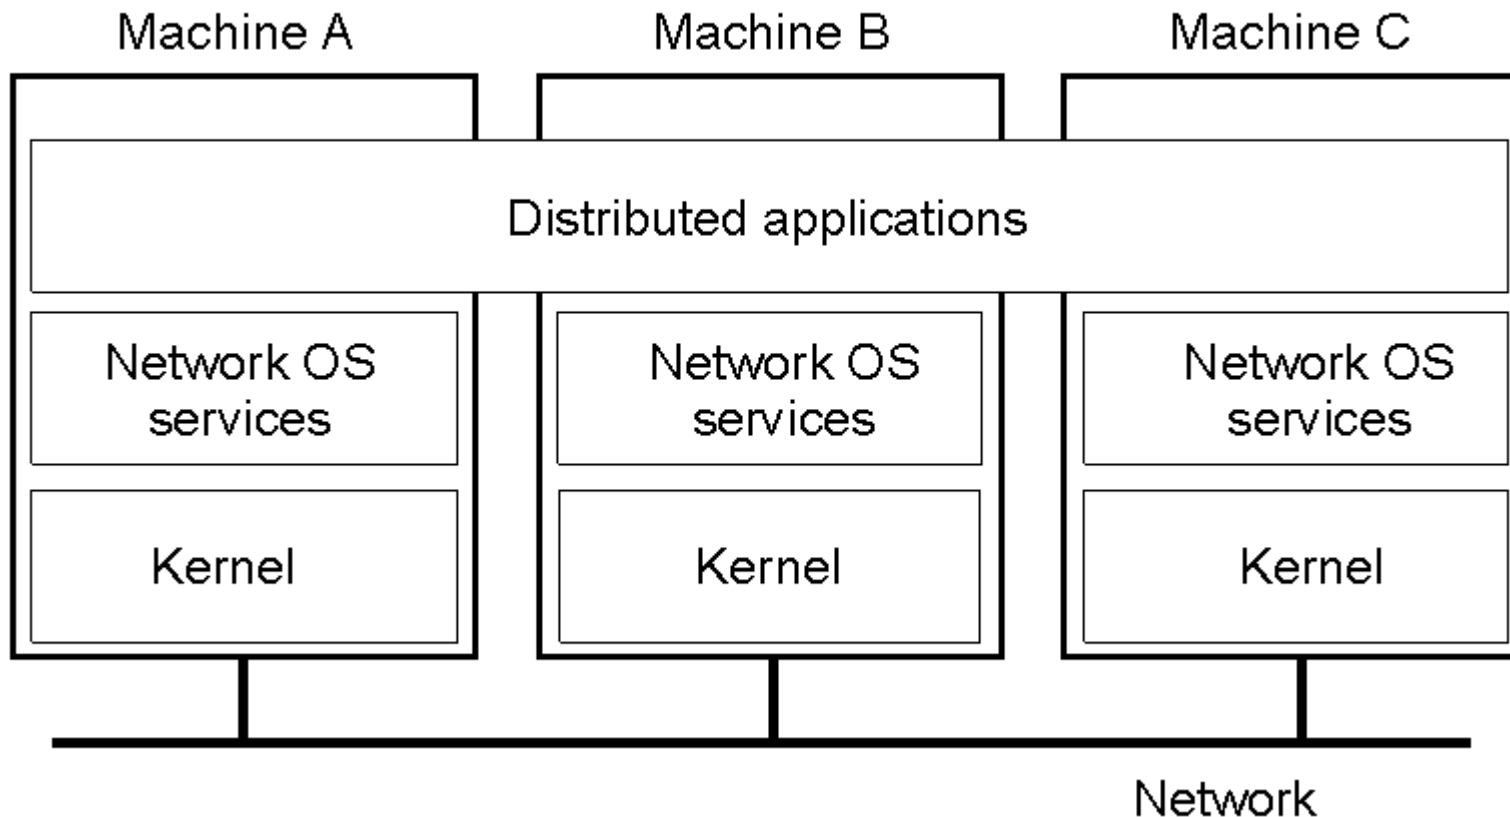 Machine A
Machine B
Machine C
Distributed applications
Network OS
services
Network OS
services
Network OS
services
Kernel
Kernel
Kernel
Network